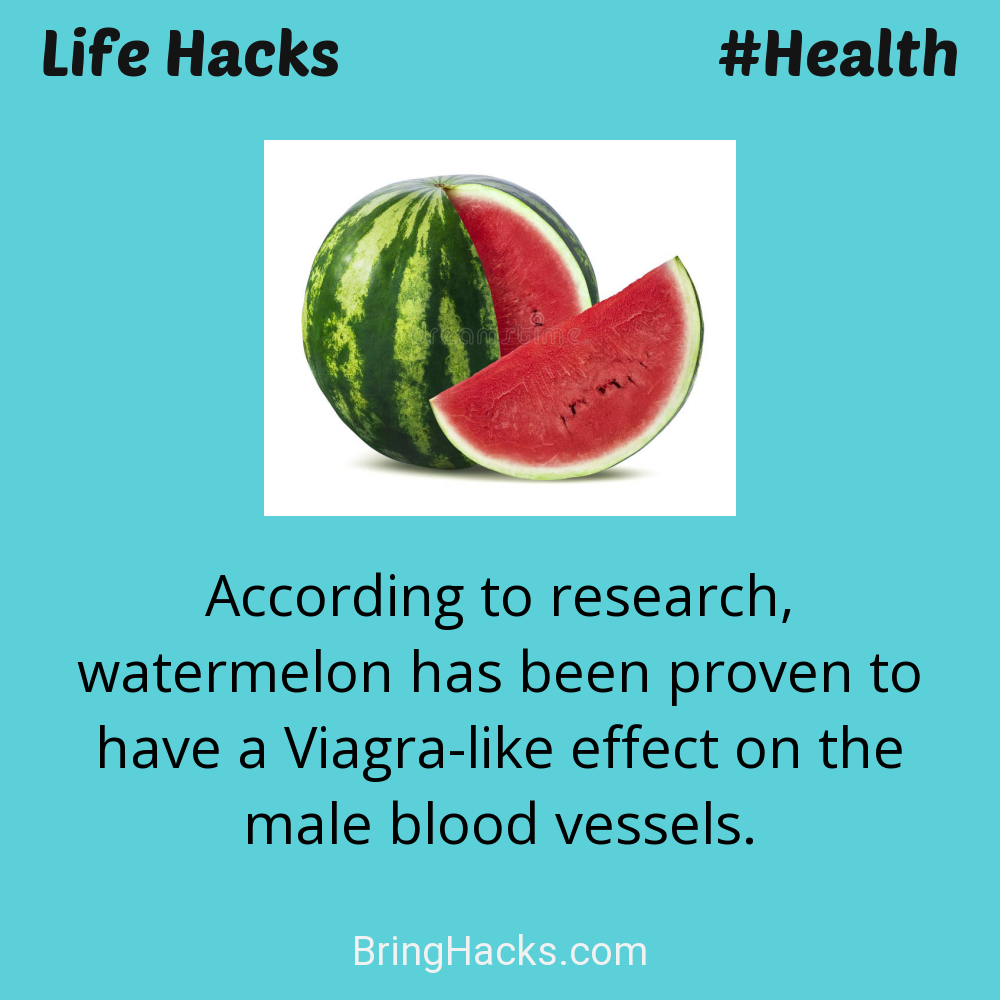 Life Hacks
#Health
dreamstime
According to research,
watermelon has been proven to
have a Viagra-like effect on the
male blood vessels.
BringHacks.com